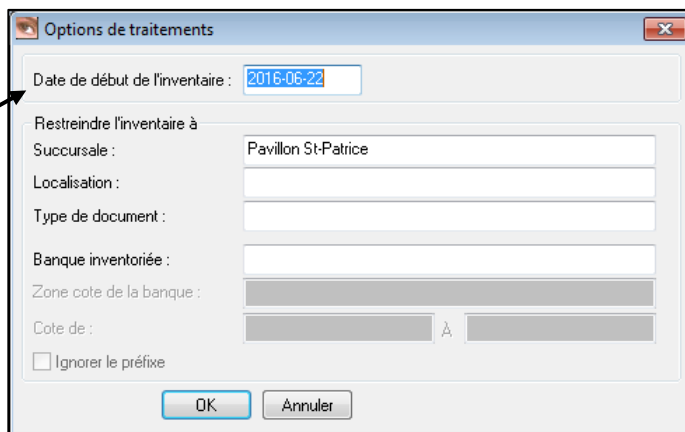 Options de traitements
Date de début de l'inventaire : 2016-06-22
Restreindre l'inventaire à
Succursale : Pavillon St-Patrice
Localisation :
Type de document :
Banque inventoriée :
Zone cote de la banque :
Cote de : À
Ignorer le préfixe
OK Annuler